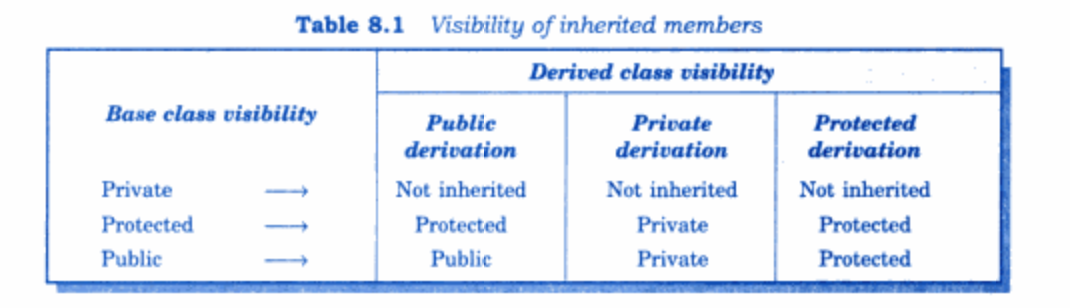 Table 8.1 Visibility of inherited members
Derived class visibility
Base class visibility
Public derivation
Private derivation
Protected derivation
Private → Not inherited Not inherited Not inherited
Protected → Protected Private Protected
Public → Public Private Protected